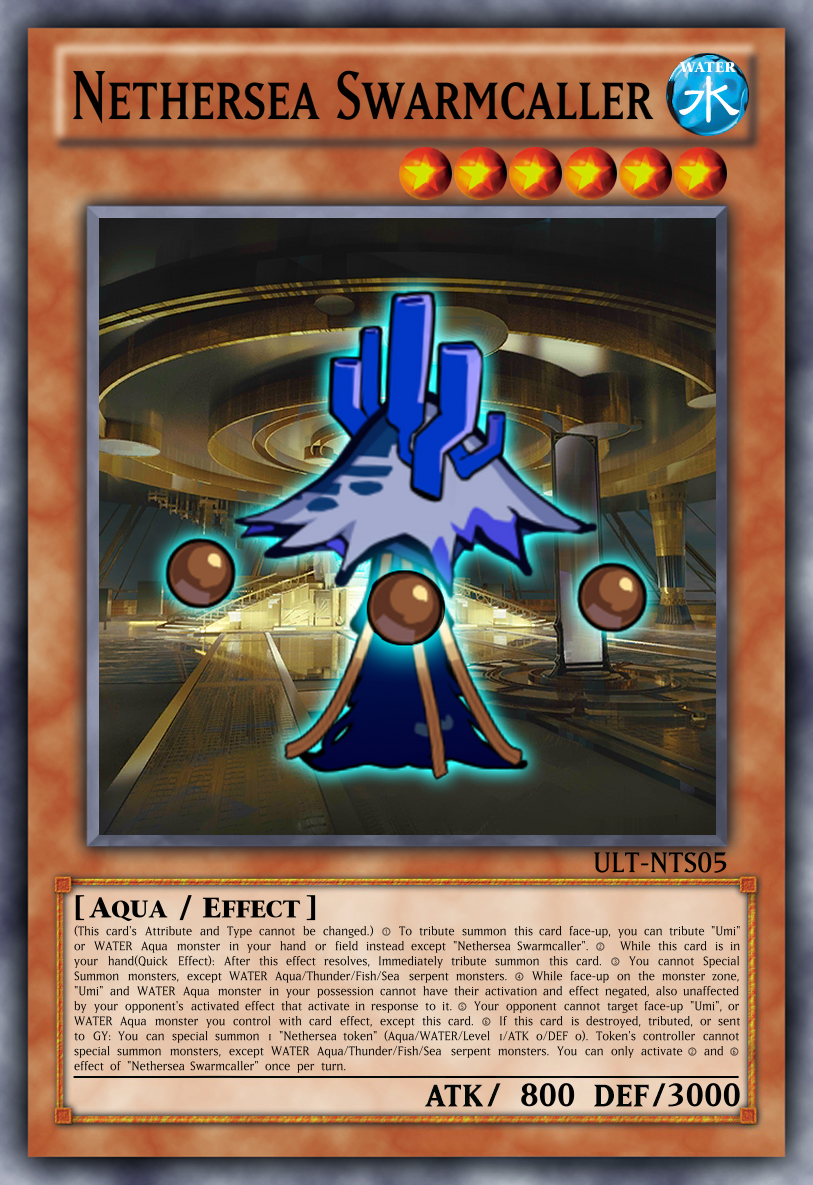 Nethersea Swarmcaller
WATER
水
ULT-NTS05
[ Aqua / Effect ]
(This card's Attribute and Type cannot be changed.) ① To tribute summon this card face-up, you can tribute "Umi"
or WATER Aqua monster in your hand or field instead except "Nethersea Swarmcaller". ② While this card is in
your hand(Quick Effect): After this effect resolves, Immediately tribute summon this card. ③ You cannot Special
Summon monsters, except WATER Aqua/Thunder/Fish/Sea serpent monsters. ④ While face-up on the monster zone,
"Umi" and WATER Aqua monster in your possession cannot have their activation and effect negated, also unaffected
by your opponent's activated effect that activate in response to it. ⑤ Your opponent cannot target face-up "Umi", or
WATER Aqua monster you control with card effect, except this card. ⑥ If this card is destroyed, tributed, or sent
to GY: You can special summon 1 "Nethersea token" (Aqua/WATER/Level 1/ATK 0/DEF 0). Token's controller cannot
special summon monsters, except WATER Aqua/Thunder/Fish/Sea serpent monsters. You can only activate ② and ⑥
effect of "Nethersea Swarmcaller" once per turn.
ATK/ 800 DEF/3000